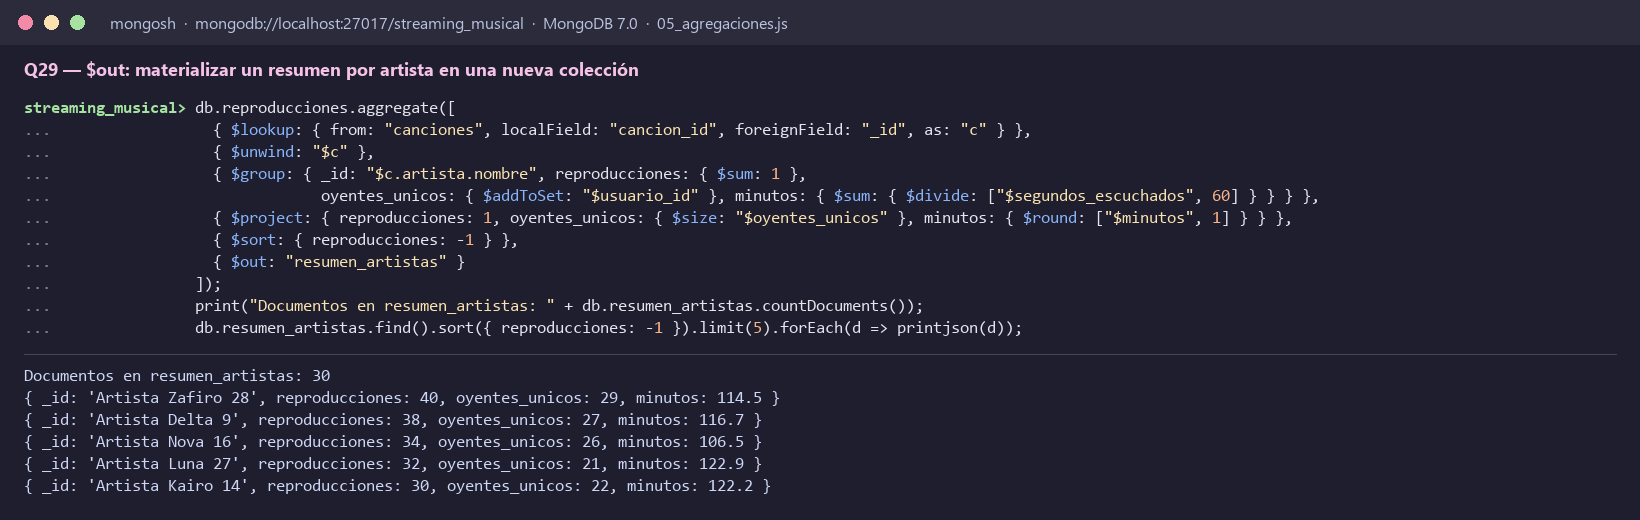 mongosh · mongodb://localhost:27017/streaming_musical · MongoDB 7.0 · 05_agregaciones.js
Q29 — $out: materializar un resumen por artista en una nueva colección
streaming_musical> db.reproducciones.aggregate([
...                  { $lookup: { from: "canciones", localField: "cancion_id", foreignField: "_id", as: "c" } },
...                  { $unwind: "$c" },
...                  { $group: { _id: "$c.artista.nombre", reproducciones: { $sum: 1 },
...                              oyentes_unicos: { $addToSet: "$usuario_id" }, minutos: { $sum: { $divide: ["$segundos_escuchados", 60] } } } },
...                  { $project: { reproducciones: 1, oyentes_unicos: { $size: "$oyentes_unicos" }, minutos: { $round: ["$minutos", 1] } } },
...                  { $sort: { reproducciones: -1 } },
...                  { $out: "resumen_artistas" }
...                ]);
...                print("Documentos en resumen_artistas: " + db.resumen_artistas.countDocuments());
...                db.resumen_artistas.find().sort({ reproducciones: -1 }).limit(5).forEach(d => printjson(d));
Documentos en resumen_artistas: 30
{ _id: 'Artista Zafiro 28', reproducciones: 40, oyentes_unicos: 29, minutos: 114.5 }
{ _id: 'Artista Delta 9', reproducciones: 38, oyentes_unicos: 27, minutos: 116.7 }
{ _id: 'Artista Nova 16', reproducciones: 34, oyentes_unicos: 26, minutos: 106.5 }
{ _id: 'Artista Luna 27', reproducciones: 32, oyentes_unicos: 21, minutos: 122.9 }
{ _id: 'Artista Kairo 14', reproducciones: 30, oyentes_unicos: 22, minutos: 122.2 }